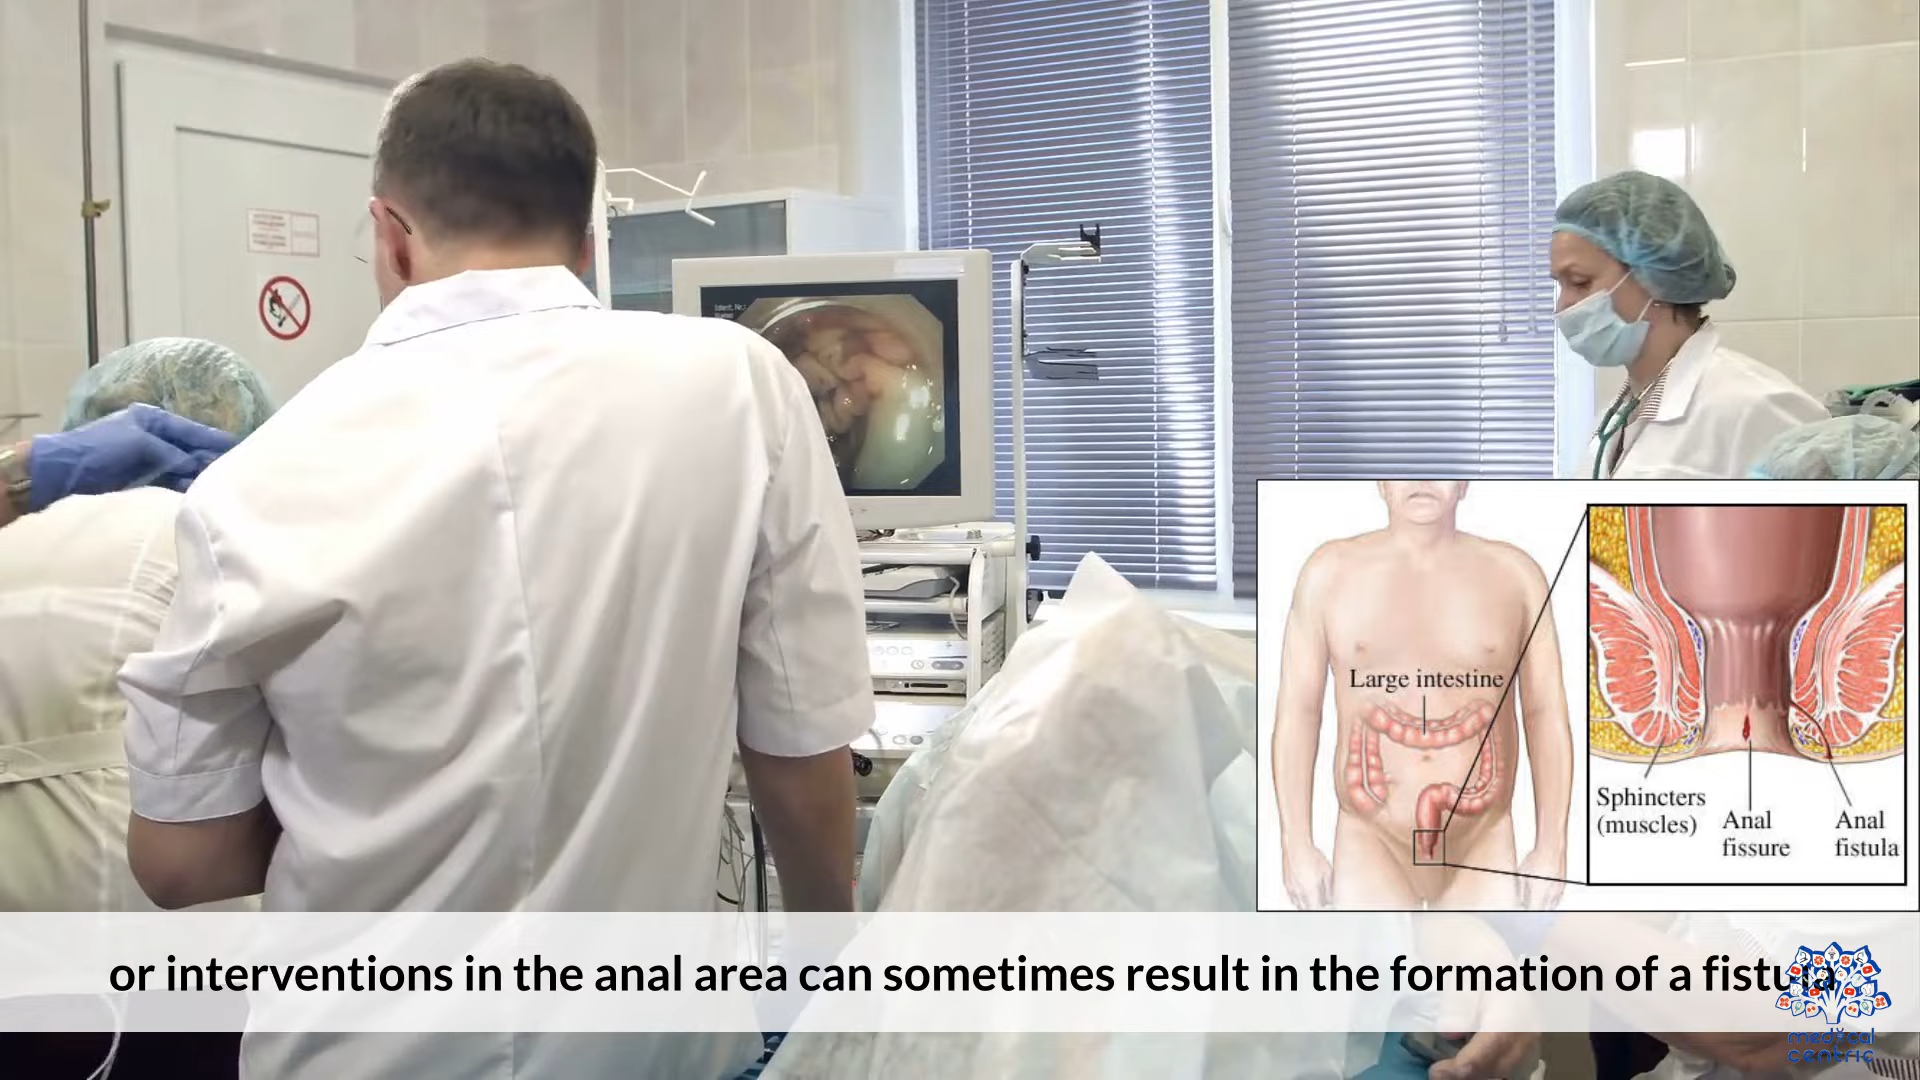 Large intestine
Sphincters
(muscles)
Anal
fissure
Anal
fistula
or interventions in the anal area can sometimes result in the formation of a fistula
medical
centric